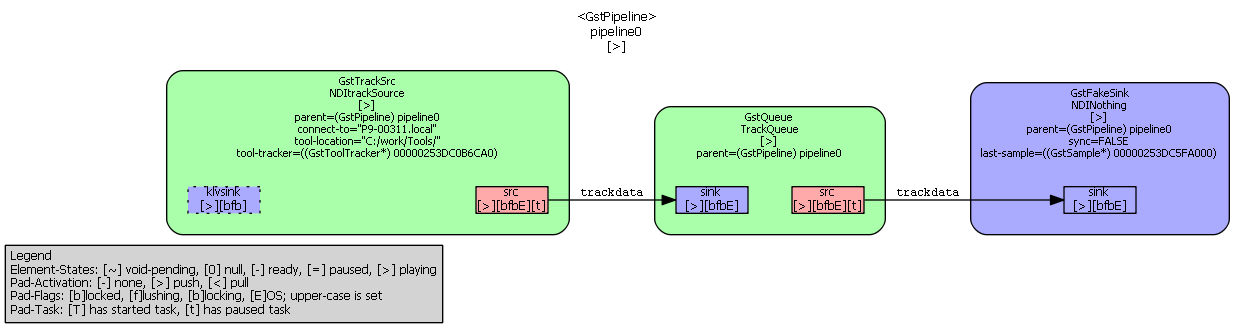 <GstPipeline>
pipeline0
[>]
GstTrackSrc
NDItrackSource
[>]
parent=(GstPipeline) pipeline0
connect-to="P9-00311.local"
tool-location="C:/work/Tools/"
tool-tracker=((GstToolTracker*) 00000253DC0B6CA0)
klvsink
[>][bfb]
src
[>][bfbE][t]
trackdata
GstQueue
TrackQueue
[>]
parent=(GstPipeline) pipeline0
sink
[>][bfbE]
src
[>][bfbE][t]
trackdata
GstFakeSink
NDINothing
[>]
parent=(GstPipeline) pipeline0
sync=FALSE
last-sample=((GstSample*) 00000253DC5FA000)
sink
[>][bfbE]
Legend
Element-States: [~] void-pending, [0] null, [-] ready, [=] paused, [>] playing
Pad-Activation: [-] none, [>] push, [<] pull
Pad-Flags: [b]locked, [f]lushing, [b]locking, [E]OS; upper-case is set
Pad-Task: [T] has started task, [t] has paused task